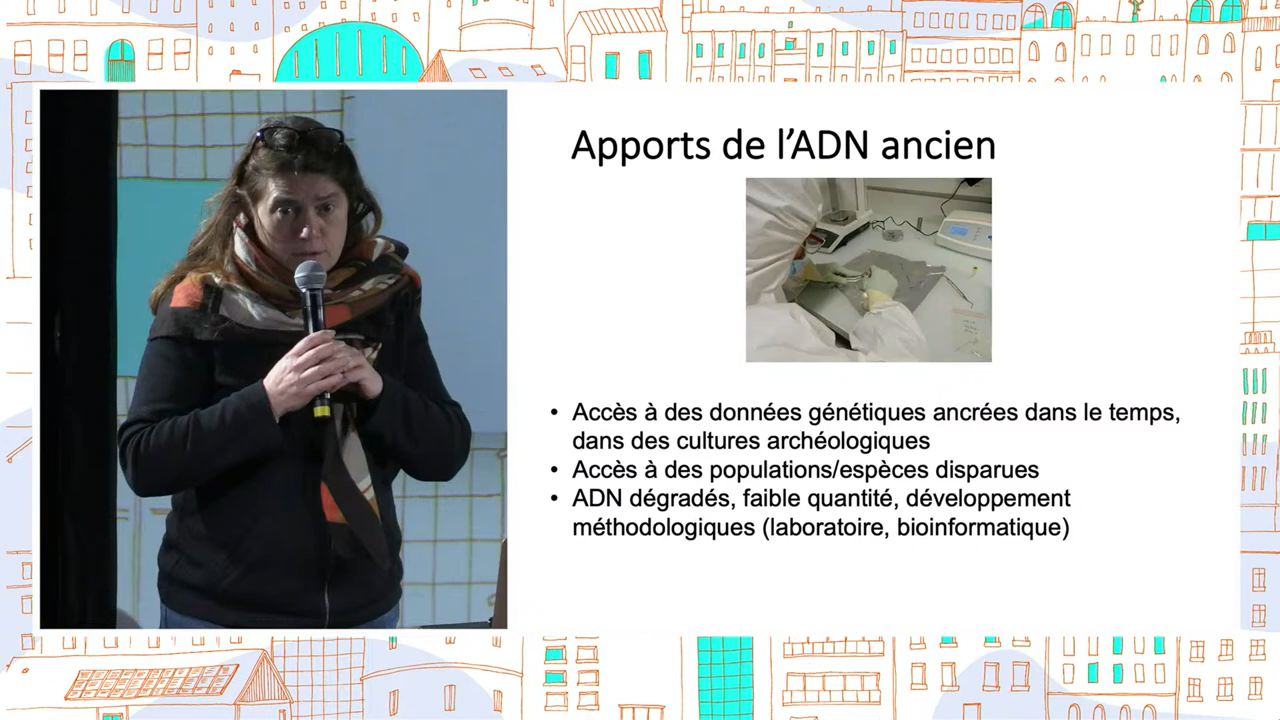 Apports de l'ADN ancien
• Accès à des données génétiques ancrées dans le temps,
dans des cultures archéologiques
• Accès à des populations/espèces disparues
• ADN dégradés, faible quantité, développement
méthodologiques (laboratoire, bioinformatique)